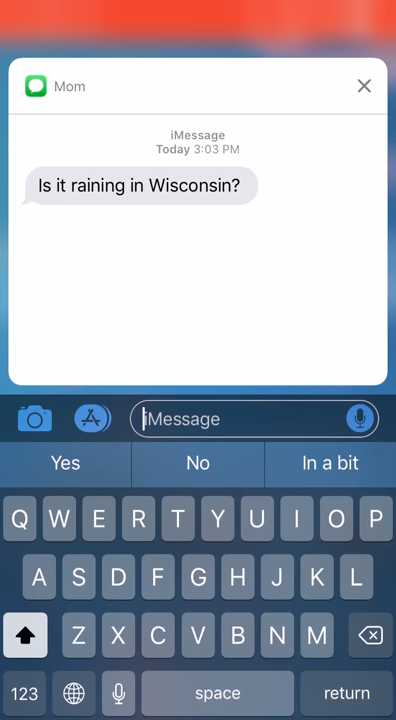 Mom
iMessage
Today 3:03 PM
Is it raining in Wisconsin?
iMessage
Yes No In a bit
Q W E R T Y U I O P
A S D F G H J K L
Z X C V B N M
123 space return